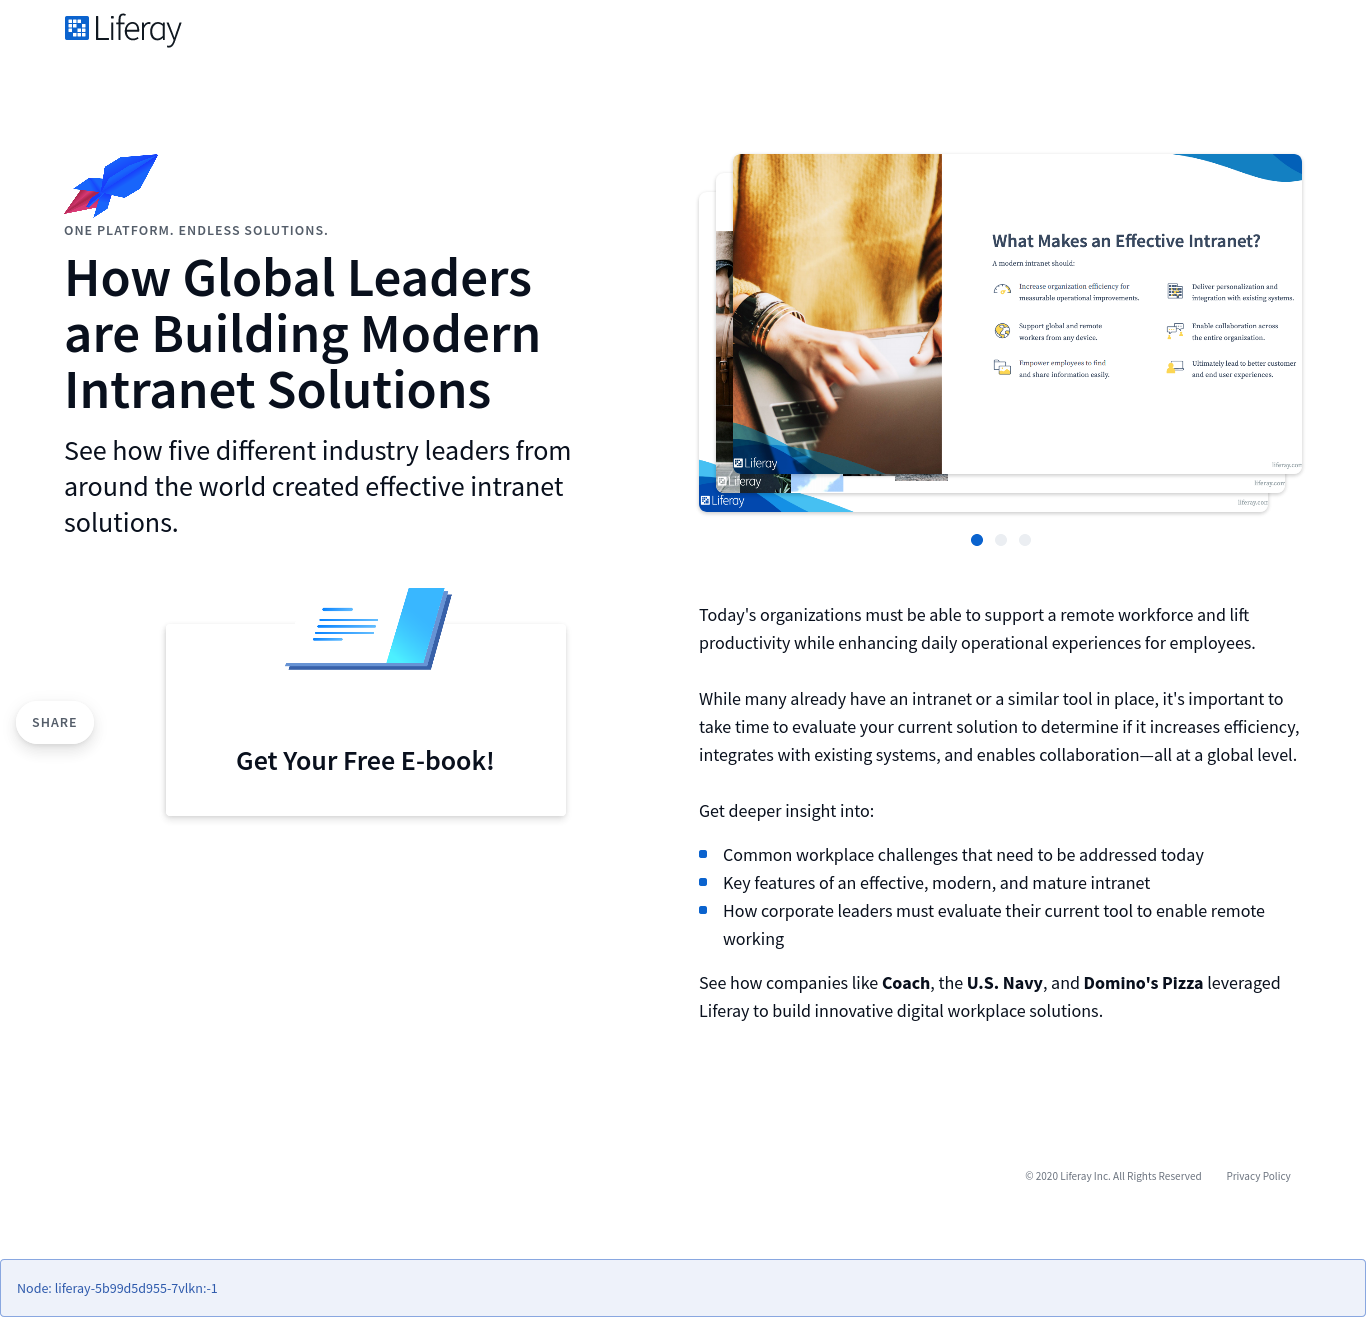 Liferay
ONE PLATFORM. ENDLESS SOLUTIONS.
How Global Leaders
are Building Modern
Intranet Solutions
See how five different industry leaders from
around the world created effective intranet
solutions.
What Makes an Effective Intranet?
A modern intranet should:
Increase organization efficiency for
measurable operational improvements.
Deliver personalization and
integration with existing systems.
Support global and remote
workers from any device.
Enable collaboration across
the entire organization.
Empower employees to find
and share information easily.
Ultimately lead to better customer
and end user experiences.
Liferay
liferay.com
Liferay
liferay.com
Liferay
liferay.com
Get Your Free E-book!
SHARE
Today's organizations must be able to support a remote workforce and lift
productivity while enhancing daily operational experiences for employees.
While many already have an intranet or a similar tool in place, it's important to
take time to evaluate your current solution to determine if it increases efficiency,
integrates with existing systems, and enables collaboration—all at a global level.
Get deeper insight into:
Common workplace challenges that need to be addressed today
Key features of an effective, modern, and mature intranet
How corporate leaders must evaluate their current tool to enable remote
working
See how companies like Coach, the U.S. Navy, and Domino's Pizza leveraged
Liferay to build innovative digital workplace solutions.
© 2020 Liferay Inc. All Rights Reserved
Privacy Policy
Node: liferay-5b99d5d955-7vlkn:-1